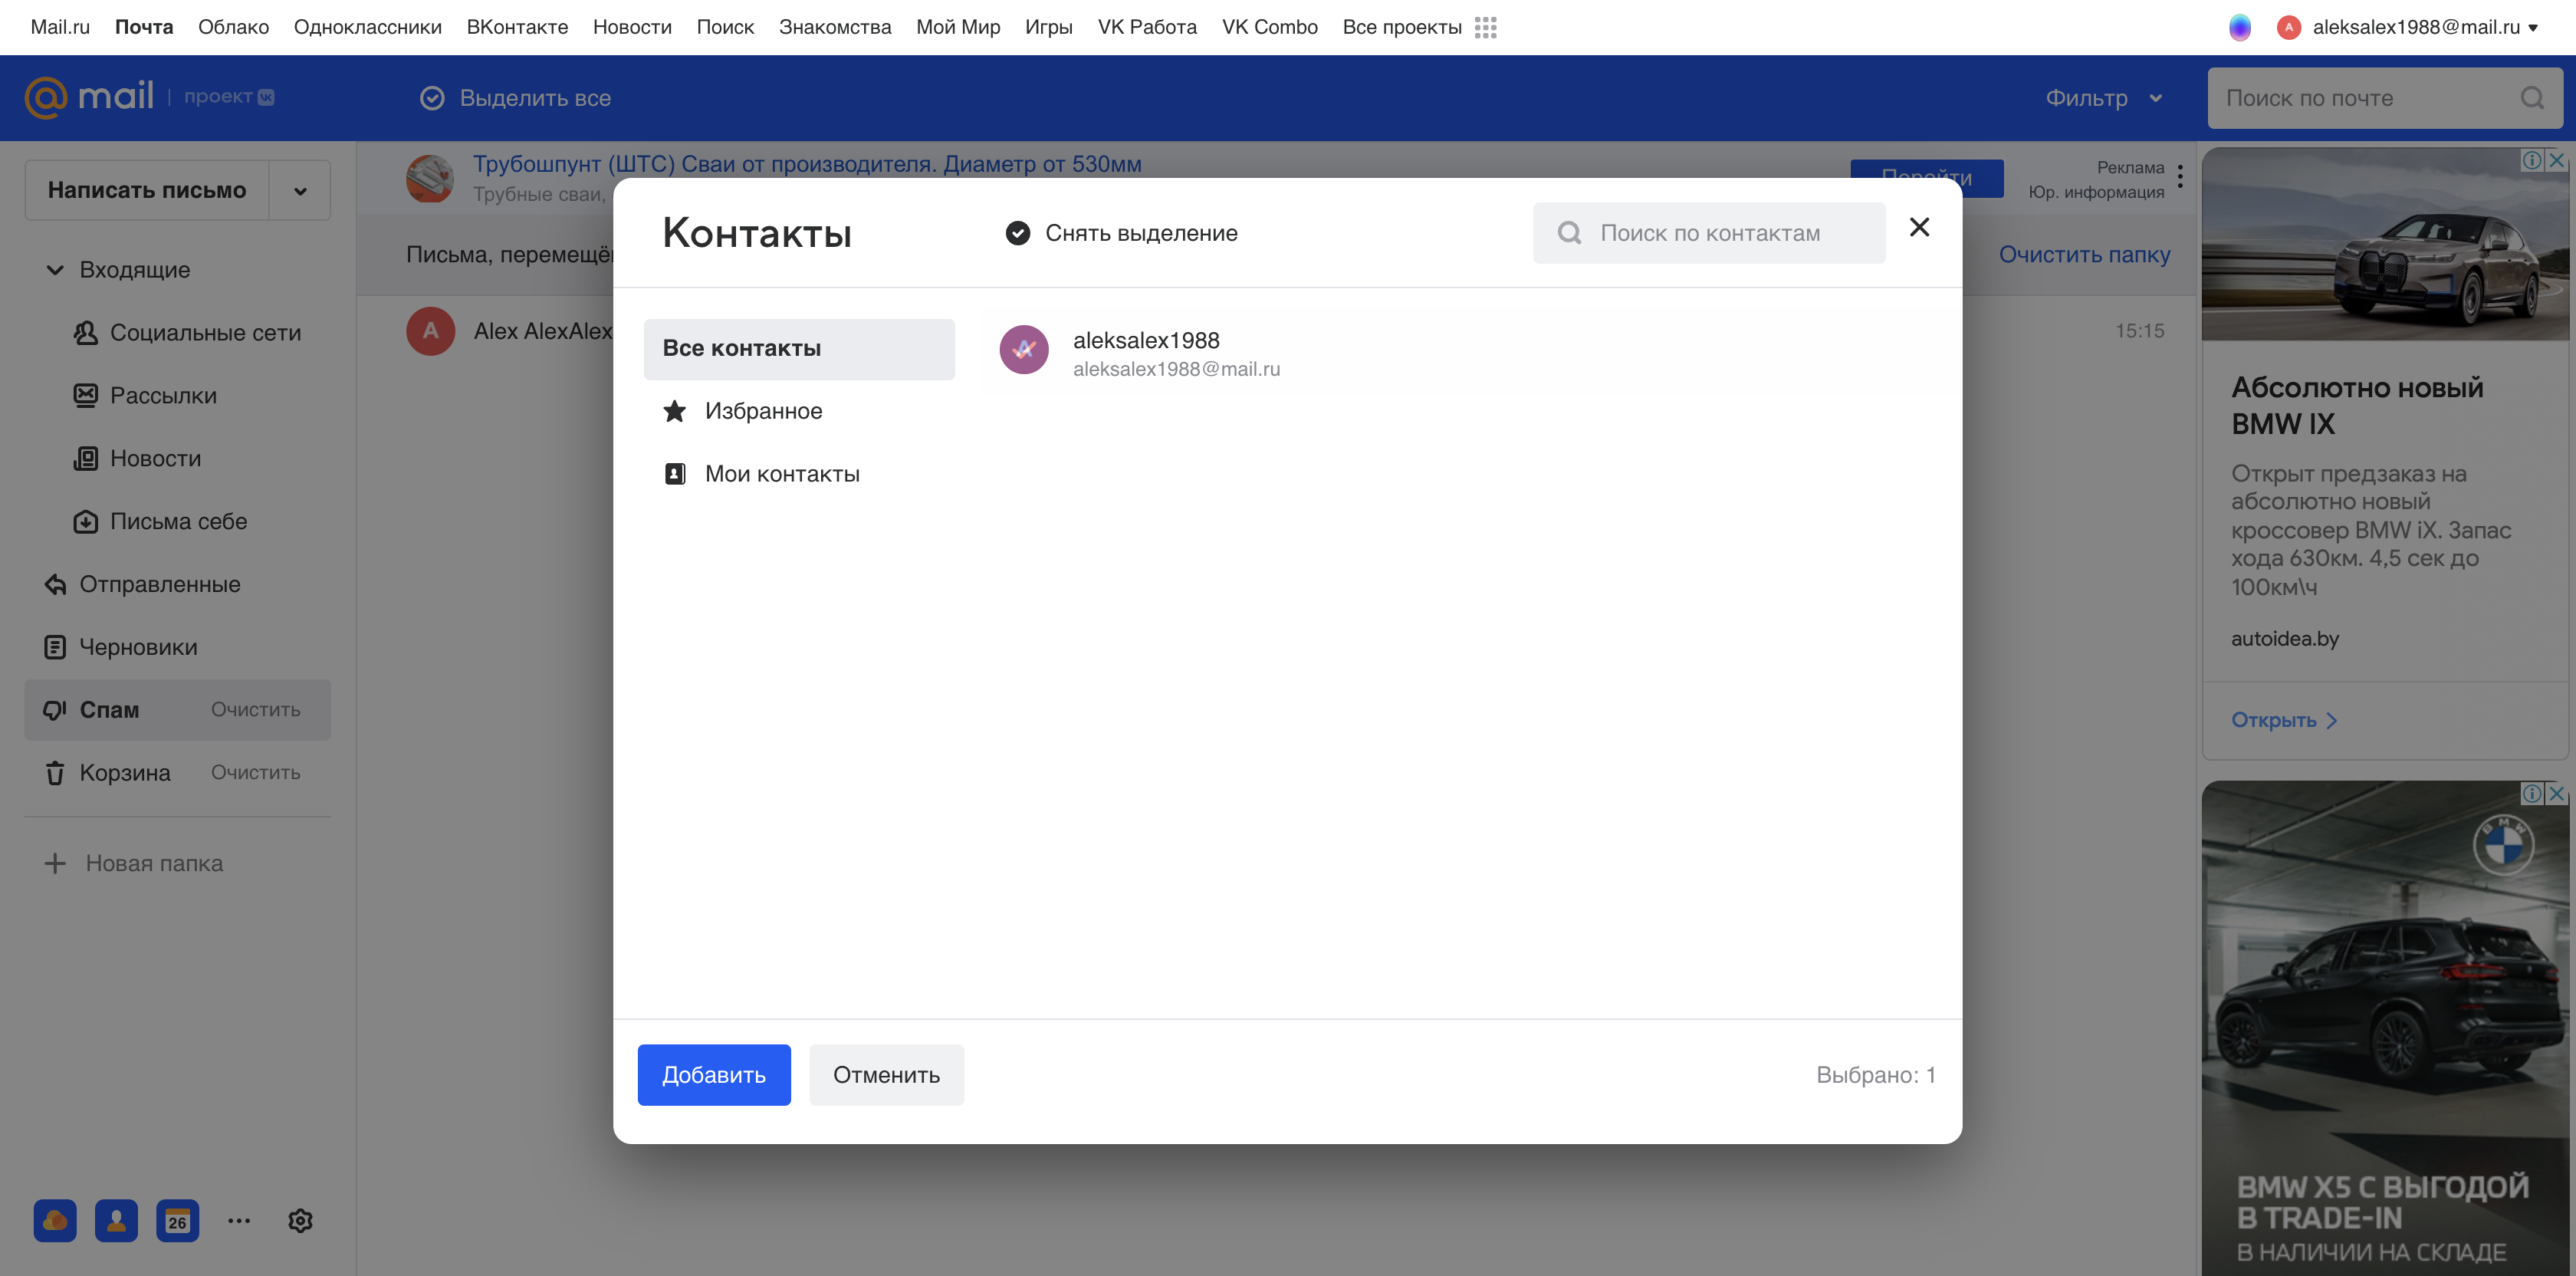 Mail.ru Почта Облако Одноклассники ВКонтакте Новости Поиск Знакомства Мой Мир Игры VK Работа VK Combo Все проекты
A aleksalex1988@mail.ru
mail проект
Выделить все
Фильтр
Поиск по почте
Написать письмо
Входящие
Социальные сети
Рассылки
Новости
Письма себе
Отправленные
Черновики
Спам Очистить
Корзина Очистить
Новая папка
26
Трубошпунт (ШТС) Сваи от производителя. Диаметр от 530мм
Трубные сваи,
Перейти
Реклама
Юр. информация
Письма,
Очистить папку
A Alex AlexAlex
15:15
Контакты
Снять выделение
Поиск по контактам
Все контакты
Избранное
Мои контакты
aleksalex1988
aleksalex1988@mail.ru
Добавить
Отменить
Выбрано: 1
Абсолютно новый
BMW IX
Открыт предзаказ на
абсолютно новый
кроссовер BMW iX. Запас
хода 630км. 4,5 сек до
100км\ч
autoidea.by
Открыть
BMW
BMW X5 С ВЫГОДОЙ
В TRADE-IN
В НАЛИЧИИ НА СКЛАДЕ